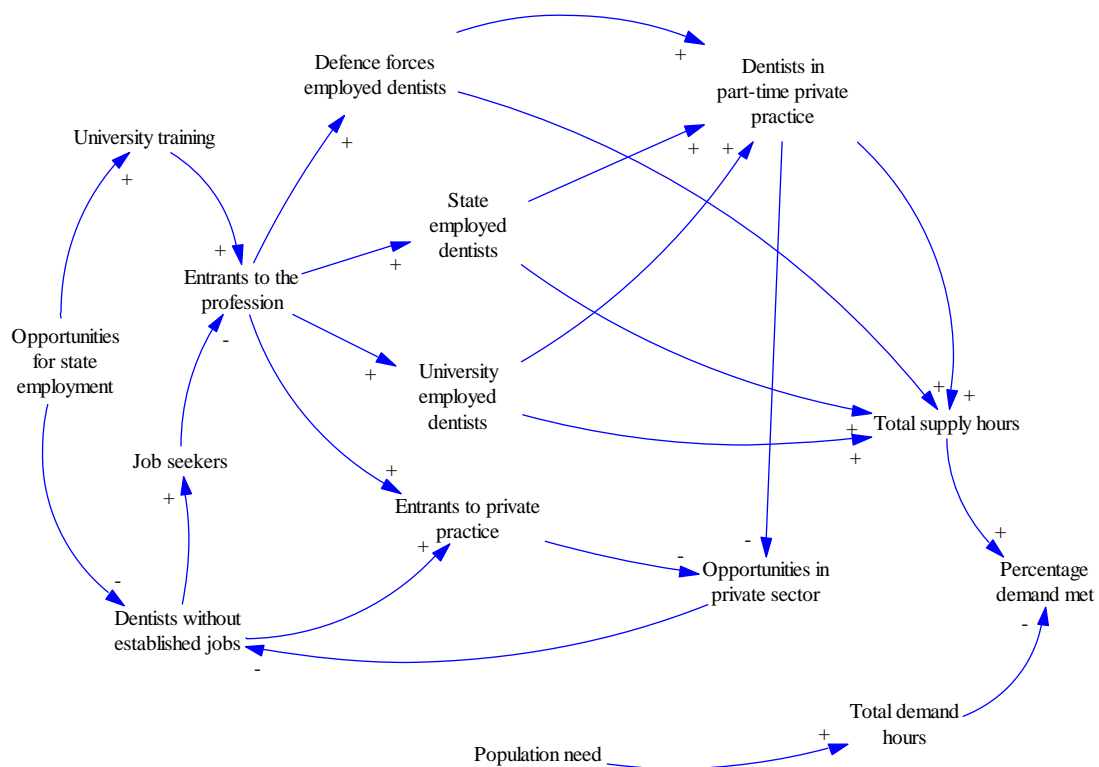 Defence forces
employed dentists
+
+
Dentists in
part-time private
practice
University training
+
+
+
+
State
employed
dentists
+
+
Entrants to the
profession
-
Opportunities
for state
employment
+
University
employed
dentists
+
+
Total supply hours
+
+
Job seekers
+
+
Entrants to private
practice
+
-
-
Opportunities in
private sector
+
Percentage
demand met
-
-
Dentists without
established jobs
-
Total demand
hours
+
Population need